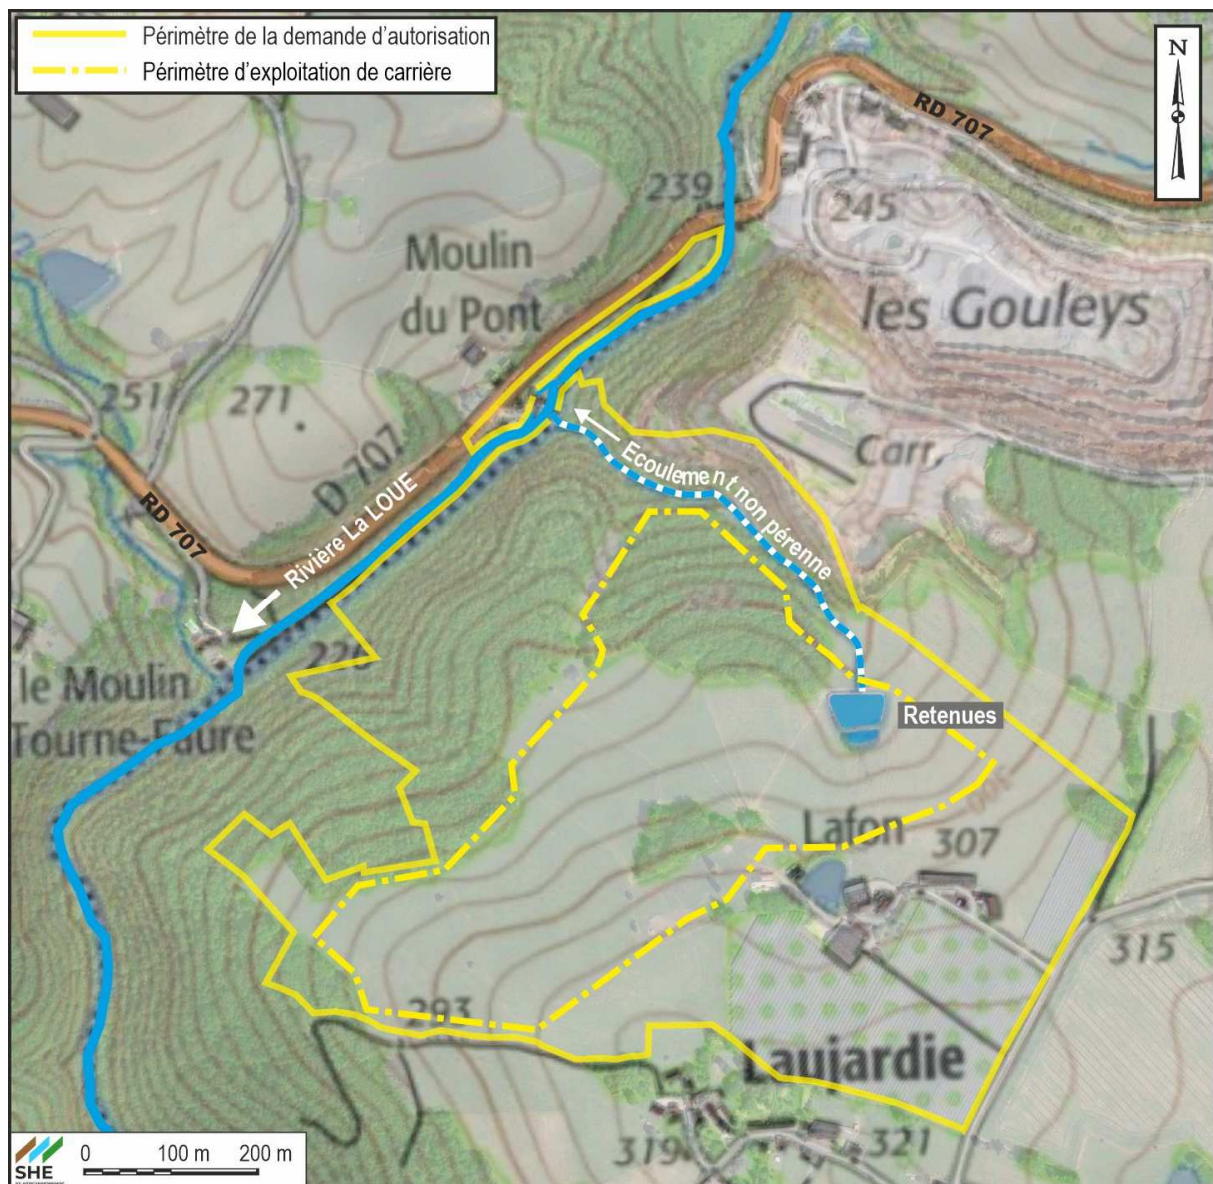 Périmètre de la demande d'autorisation
Périmètre d'exploitation de carrière
N
RD 707
239
245
Moulin
du Pont
les Gouleys
251
271
D 707
Carr.
Ecoulement non pérenne
RD 707
Rivière La LOUE
226
le Moulin
Tourne-Faure
Retenues
305
Lafon
307
315
293
Laujardie
319
321
SHE
0 100 m 200 m